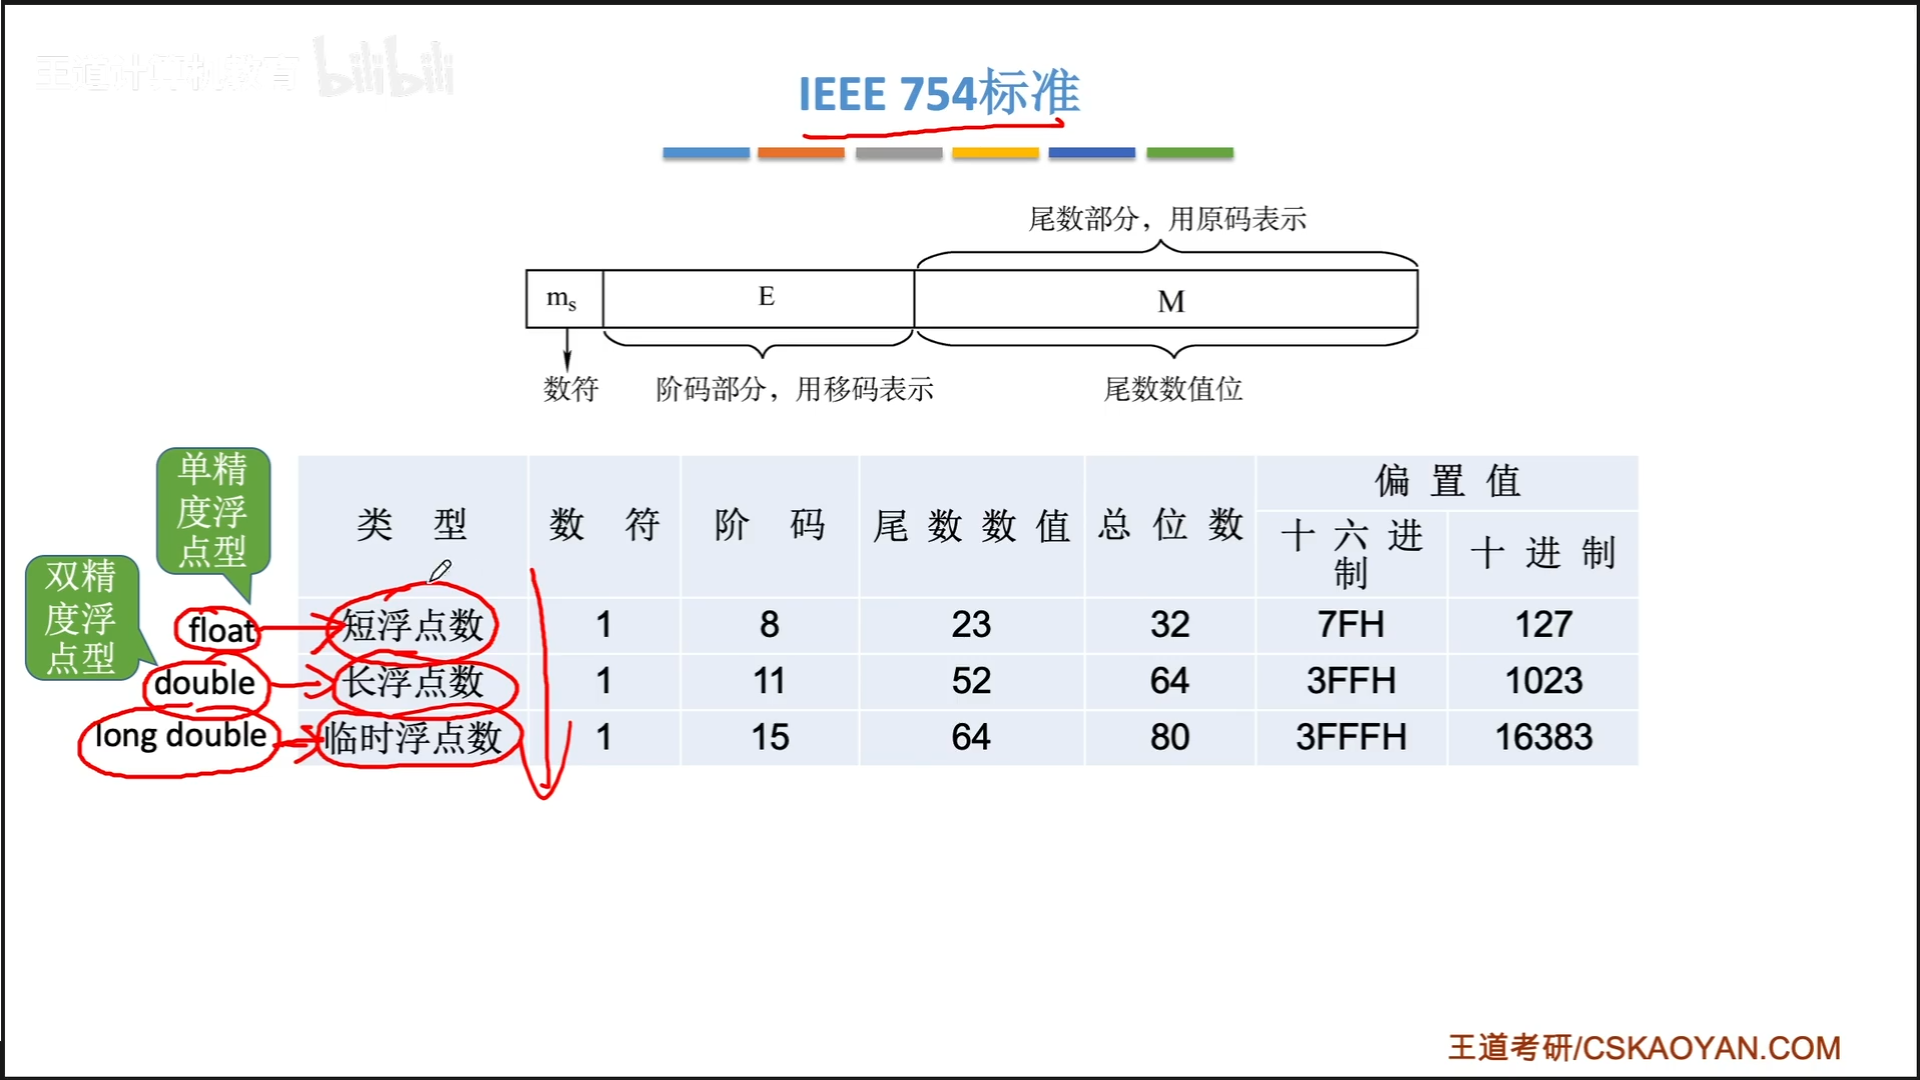 王道计算机教育 bilibili
IEEE 754标准
尾数部分，用原码表示
ms E M
数符 阶码部分，用移码表示 尾数数值位
单精
度浮
点型
双精
度浮
点型
类 型 数 符 阶 码 尾数数值 总位数 偏置值
十六进制 十进制
float 短浮点数 1 8 23 32 7FH 127
double 长浮点数 1 11 52 64 3FFH 1023
long double 临时浮点数 1 15 64 80 3FFFH 16383
王道考研/CSKAOYAN.COM